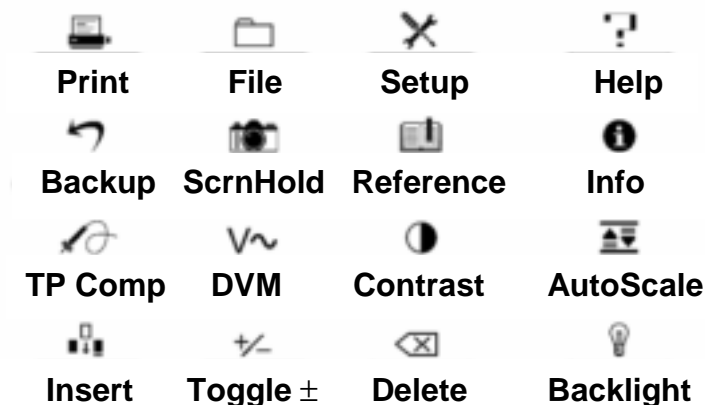 Print File Setup Help
Backup ScrnHold Reference Info
V~
TP Comp DVM Contrast AutoScale
+/−
Insert Toggle ± Delete Backlight